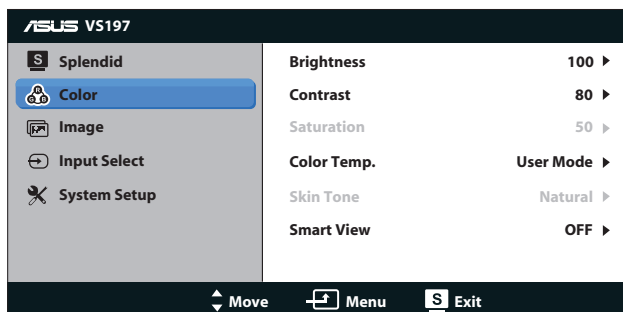 ASUS VS197
S Splendid
R G B Color
Image
Input Select
System Setup
Brightness 100
Contrast 80
Saturation 50
Color Temp. User Mode
Skin Tone Natural
Smart View OFF
Move Menu S Exit